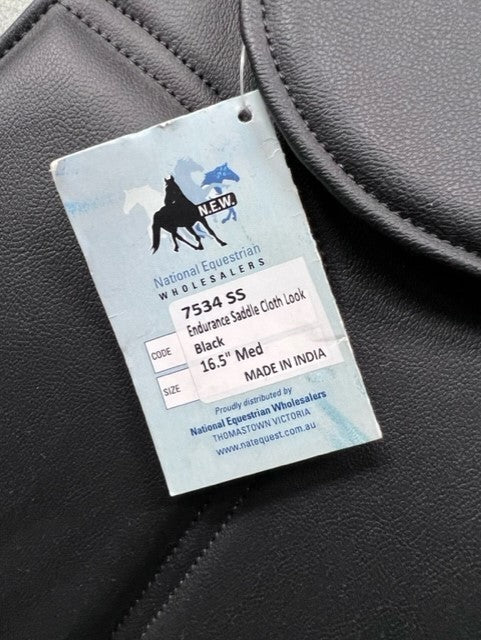 N.E.W.
National Equestrian
WHOLESALERS
7534 SS
Endurance Saddle Cloth Look
CODE
Black
16.5" Med
SIZE
MADE IN INDIA
Proudly distributed by
National Equestrian Wholesalers
THOMASTOWN VICTORIA
www.natequest.com.au